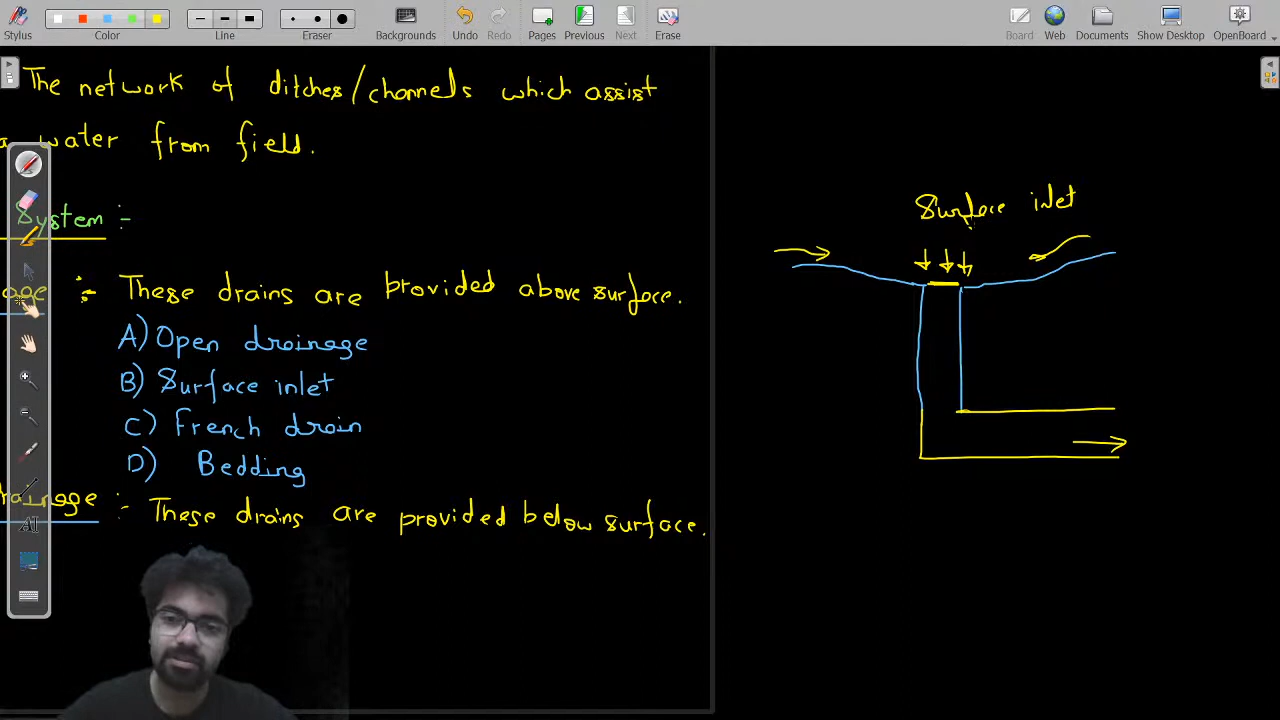 Stylus
Color
Line
Eraser
Backgrounds
Undo
Redo
Pages
Previous
Next
Erase
Board
Web
Documents
Show Desktop
OpenBoard
The network of ditches/channels which assist
water from field.
System :-
age :- These drains are provided above surface.
A) Open drainage
B) Surface inlet
C) French drain
D) Bedding
rainage :- These drains are provided below surface.
Surface inlet